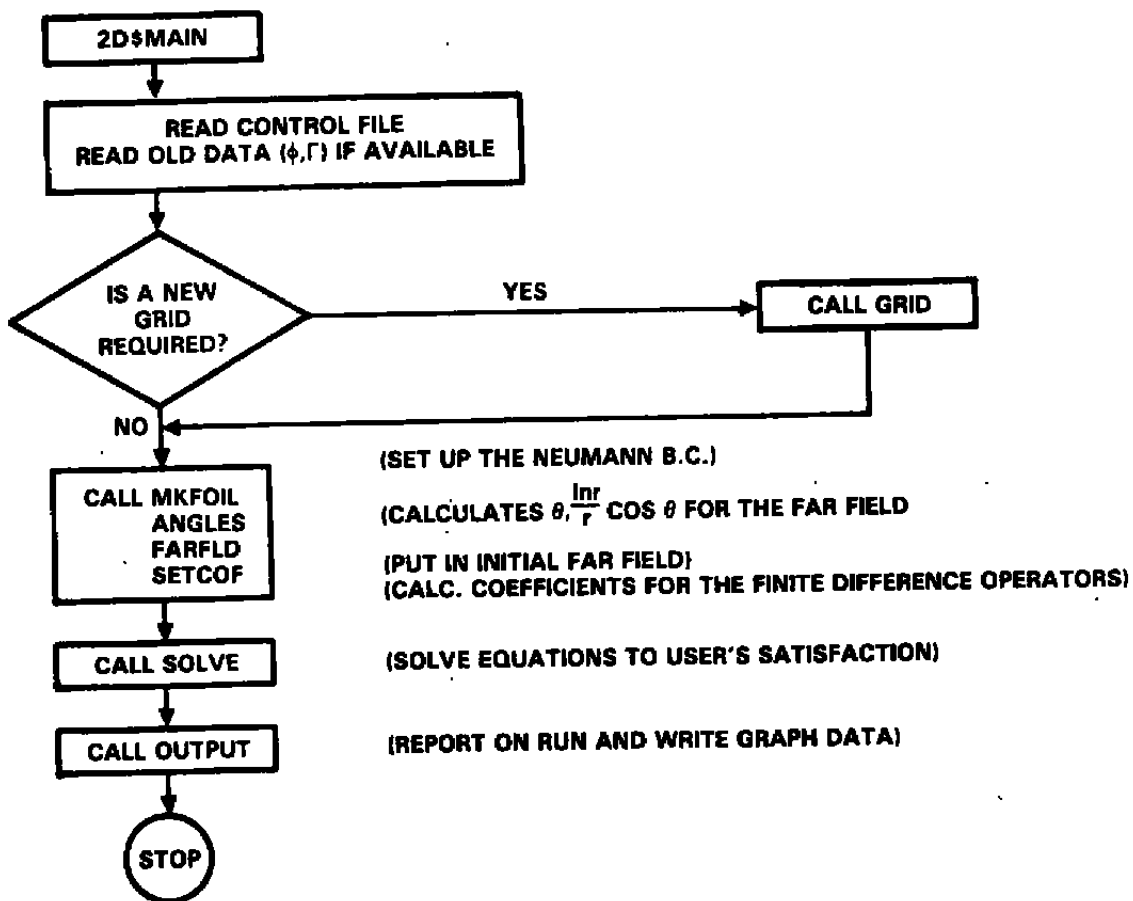 2D$MAIN
READ CONTROL FILE
READ OLD DATA (ϕ,Γ) IF AVAILABLE
IS A NEW
GRID
REQUIRED?
YES
CALL GRID
NO
CALL MKFOIL
ANGLES
FARFLD
SETCOF
(SET UP THE NEUMANN B.C.)
(CALCULATES θ, lnr/r COS θ FOR THE FAR FIELD
(PUT IN INITIAL FAR FIELD)
(CALC. COEFFICIENTS FOR THE FINITE DIFFERENCE OPERATORS)
CALL SOLVE
(SOLVE EQUATIONS TO USER'S SATISFACTION)
CALL OUTPUT
(REPORT ON RUN AND WRITE GRAPH DATA)
STOP